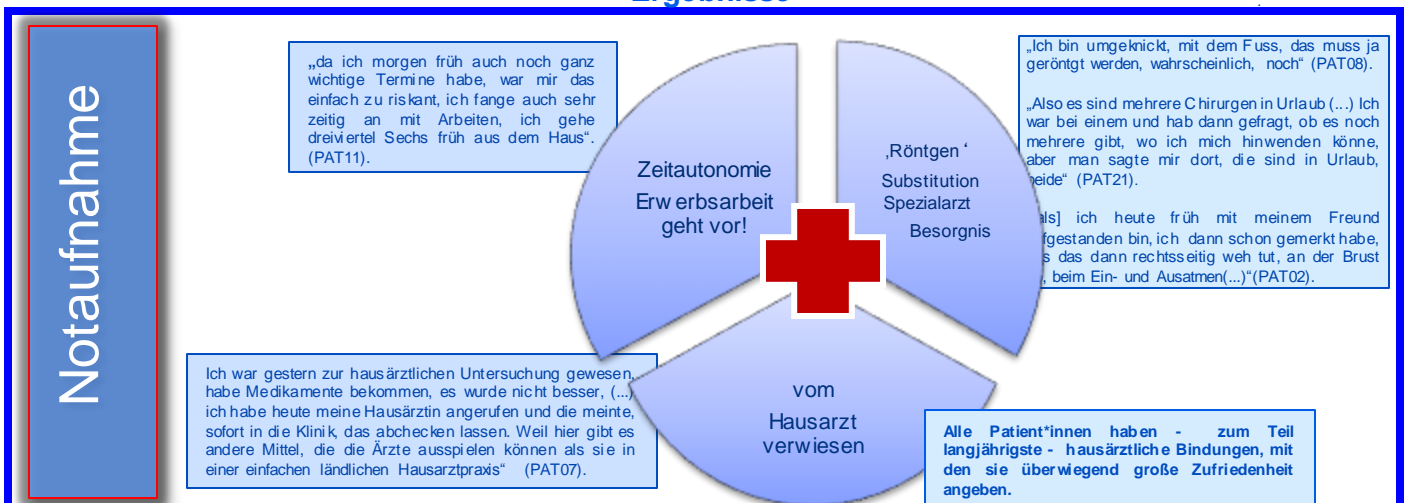 Ergebnisse
Notaufnahme
„da ich morgen früh auch noch ganz
wichtige Termine habe, war mir das
einfach zu riskant, ich fange auch sehr
zeitig an mit Arbeiten, ich gehe
dreiviertel Sechs früh aus dem Haus“.
(PAT11).
Zeitautonomie
Erwerbsarbeit
geht vor!
‚Röntgen‘
Substitution
Spezialarzt
Besorgnis
„Ich bin umgeknickt, mit dem Fuss, das muss ja
geröntgt werden, wahrscheinlich, noch“ (PAT08).
„Also es sind mehrere Chirurgen in Urlaub (...) Ich
war bei einem und hab dann gefragt, ob es noch
mehrere gibt, wo ich mich hinwenden könne,
aber man sagte mir dort, die sind in Urlaub,
beide“ (PAT21).
ich heute früh mit meinem Freund
bin, ich dann schon gemerkt habe,
das dann rechtsseitig weh tut, an der Brust
, beim Ein- und Ausatmen(...)“(PAT02).
Ich war gestern zur hausärztlichen Untersuchung gewesen,
habe Medikamente bekommen, es wurde nicht besser, (...)
ich habe heute meine Hausärztin angerufen und die meinte,
sofort in die Klinik, das abchecken lassen. Weil hier gibt es
andere Mittel, die die Ärzte ausspielen können als sie in
einer einfachen ländlichen Hausarztpraxis“ (PAT07).
vom
Hausarzt
verwiesen
Alle Patient*innen haben - zum Teil
langjährigste - hausärztliche Bindungen, mit
den sie überwiegend große Zufriedenheit
angeben.